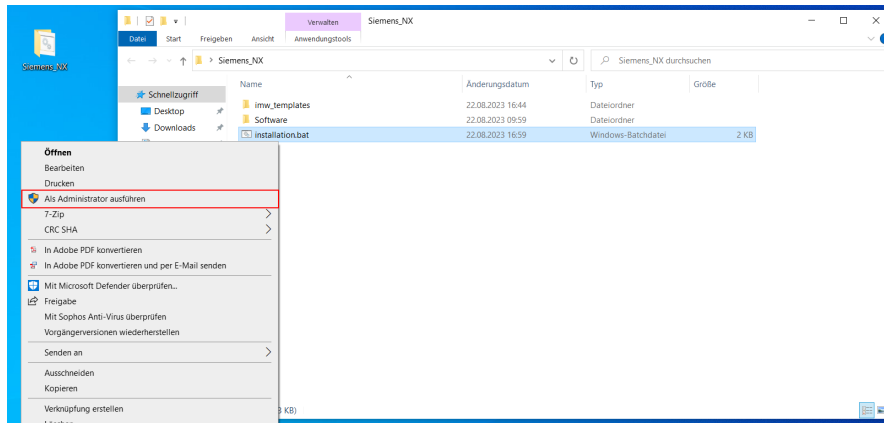 Verwalten
Siemens_NX
Datei
Start
Freigeben
Ansicht
Anwendungstools
Siemens_NX
Siemens_NX
Siemens_NX durchsuchen
Name
Änderungsdatum
Typ
Größe
Schnellzugriff
Desktop
Downloads
imw_templates
22.08.2023 16:44
Dateiordner
Software
22.08.2023 09:59
Dateiordner
installation.bat
22.08.2023 16:59
Windows-Batchdatei
2 KB
Öffnen
Bearbeiten
Drucken
Als Administrator ausführen
7-Zip
CRC SHA
In Adobe PDF konvertieren
In Adobe PDF konvertieren und per E-Mail senden
Mit Microsoft Defender überprüfen...
Freigabe
Mit Sophos Anti-Virus überprüfen
Vorgängerversionen wiederherstellen
Senden an
Ausschneiden
Kopieren
Verknüpfung erstellen
KB)